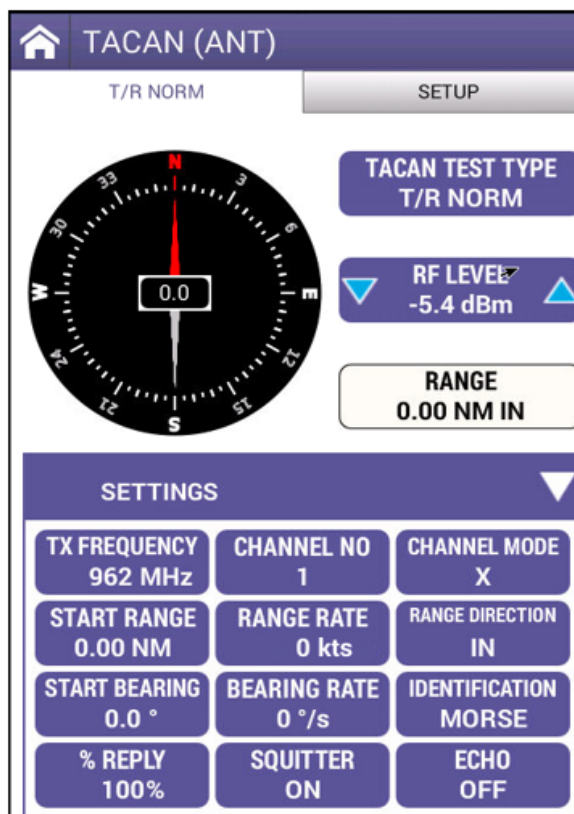 TACAN (ANT)
T/R NORM
SETUP
N
3
6
E
12
15
S
21
24
W
30
33
0.0
TACAN TEST TYPE
T/R NORM
RF LEVEL
-5.4 dBm
RANGE
0.00 NM IN
SETTINGS
TX FREQUENCY
962 MHz
CHANNEL NO
1
CHANNEL MODE
X
START RANGE
0.00 NM
RANGE RATE
0 kts
RANGE DIRECTION
IN
START BEARING
0.0 °
BEARING RATE
0 °/s
IDENTIFICATION
MORSE
% REPLY
100%
SQUITTER
ON
ECHO
OFF